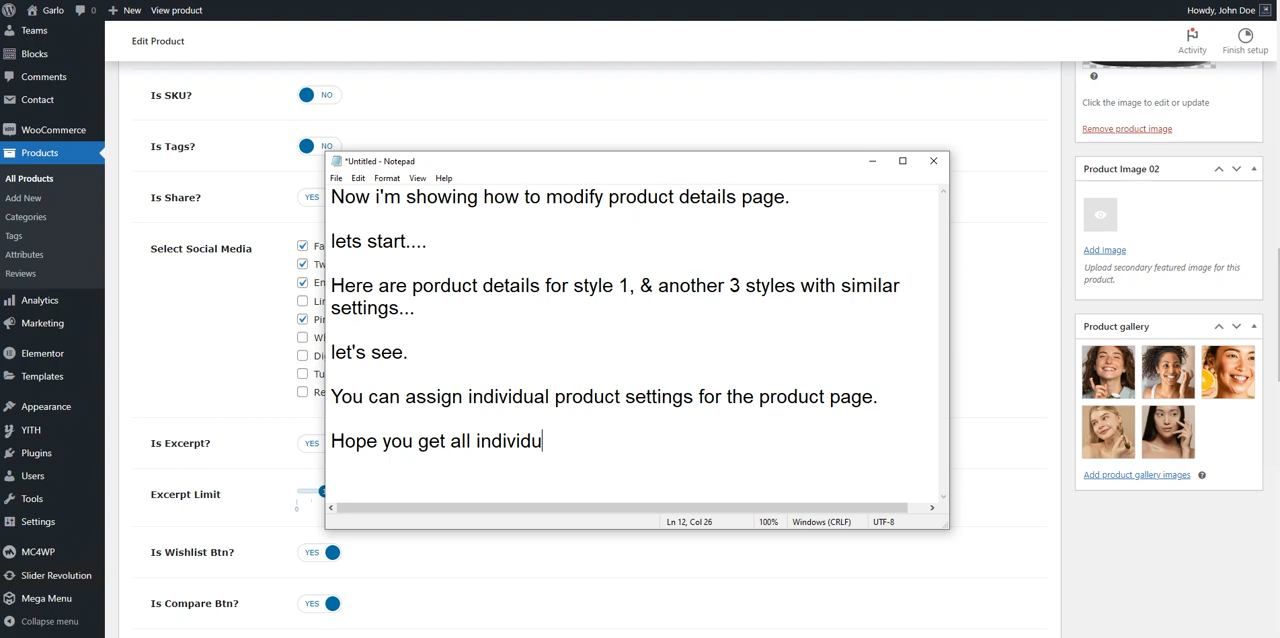 Garlo
0
New
View product
Howdy, John Doe
Teams
Blocks
Comments
Contact
WooCommerce
Products
All Products
Add New
Categories
Tags
Attributes
Reviews
Analytics
Marketing
Elementor
Templates
Appearance
YITH
Plugins
Users
Tools
Settings
MC4WP
Slider Revolution
Mega Menu
Collapse menu
Edit Product
Activity
Finish setup
Is SKU?
NO
Is Tags?
NO
Is Share?
YES
Select Social Media
Is Excerpt?
YES
Excerpt Limit
0
Is Wishlist Btn?
YES
Is Compare Btn?
YES
*Untitled - Notepad
File Edit Format View Help
Now i'm showing how to modify product details page.
lets start....
Here are porduct details for style 1, & another 3 styles with similar
settings...
let's see.
You can assign individual product settings for the product page.
Hope you get all individu
Ln 12, Col 26
100%
Windows (CRLF)
UTF-8
Click the image to edit or update
Remove product image
Product Image 02
Add Image
Upload secondary featured image for this
product.
Product gallery
Add product gallery images